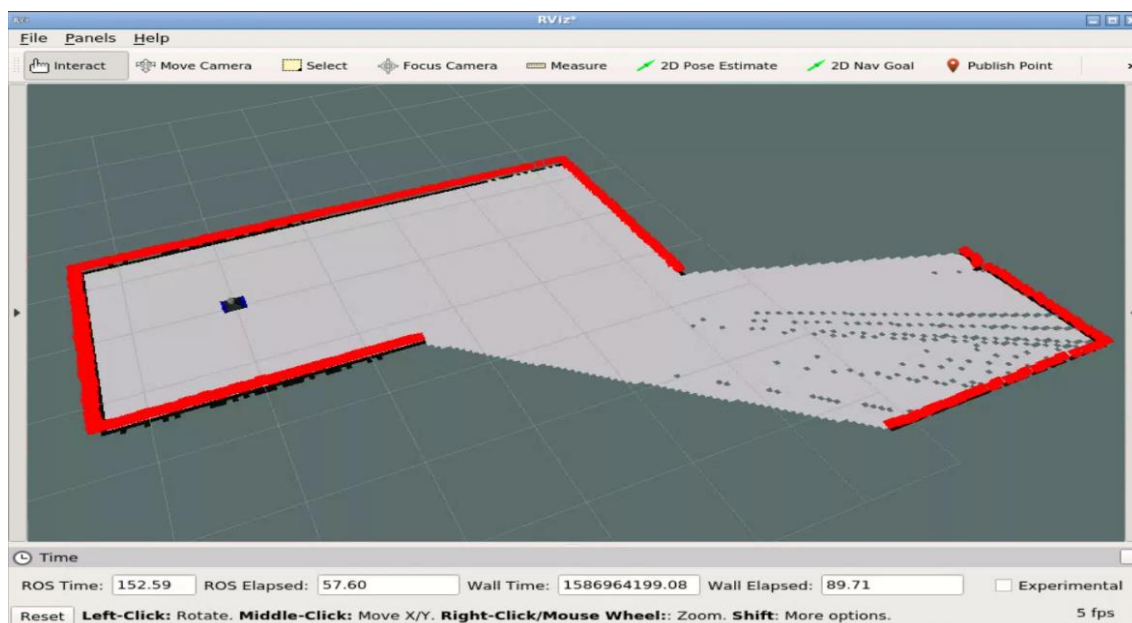 RViz*
File Panels Help
Interact Move Camera Select Focus Camera Measure 2D Pose Estimate 2D Nav Goal Publish Point
Time
ROS Time: 152.59 ROS Elapsed: 57.60 Wall Time: 1586964199.08 Wall Elapsed: 89.71 Experimental
Reset Left-Click: Rotate. Middle-Click: Move X/Y. Right-Click/Mouse Wheel:: Zoom. Shift: More options. 5 fps